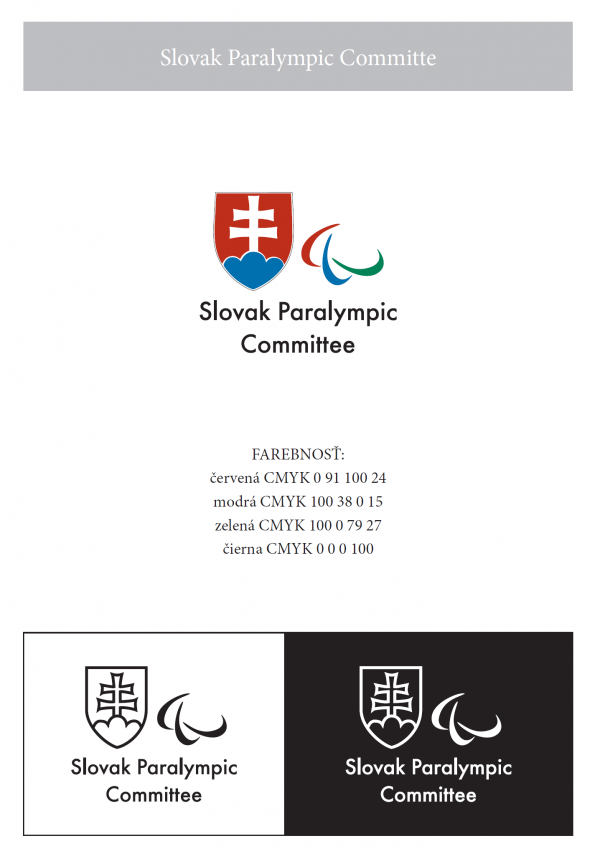 Slovak Paralympic Committe
Slovak Paralympic
Committee
FAREBNOSŤ:
červená CMYK 0 91 100 24
modrá CMYK 100 38 0 15
zelená CMYK 100 0 79 27
čierna CMYK 0 0 0 100
Slovak Paralympic
Committee
Slovak Paralympic
Committee